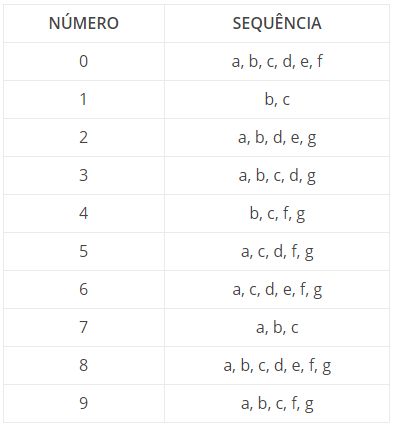 NÚMERO SEQUÊNCIA
0 a, b, c, d, e, f
1 b, c
2 a, b, d, e, g
3 a, b, c, d, g
4 b, c, f, g
5 a, c, d, f, g
6 a, c, d, e, f, g
7 a, b, c
8 a, b, c, d, e, f, g
9 a, b, c, f, g